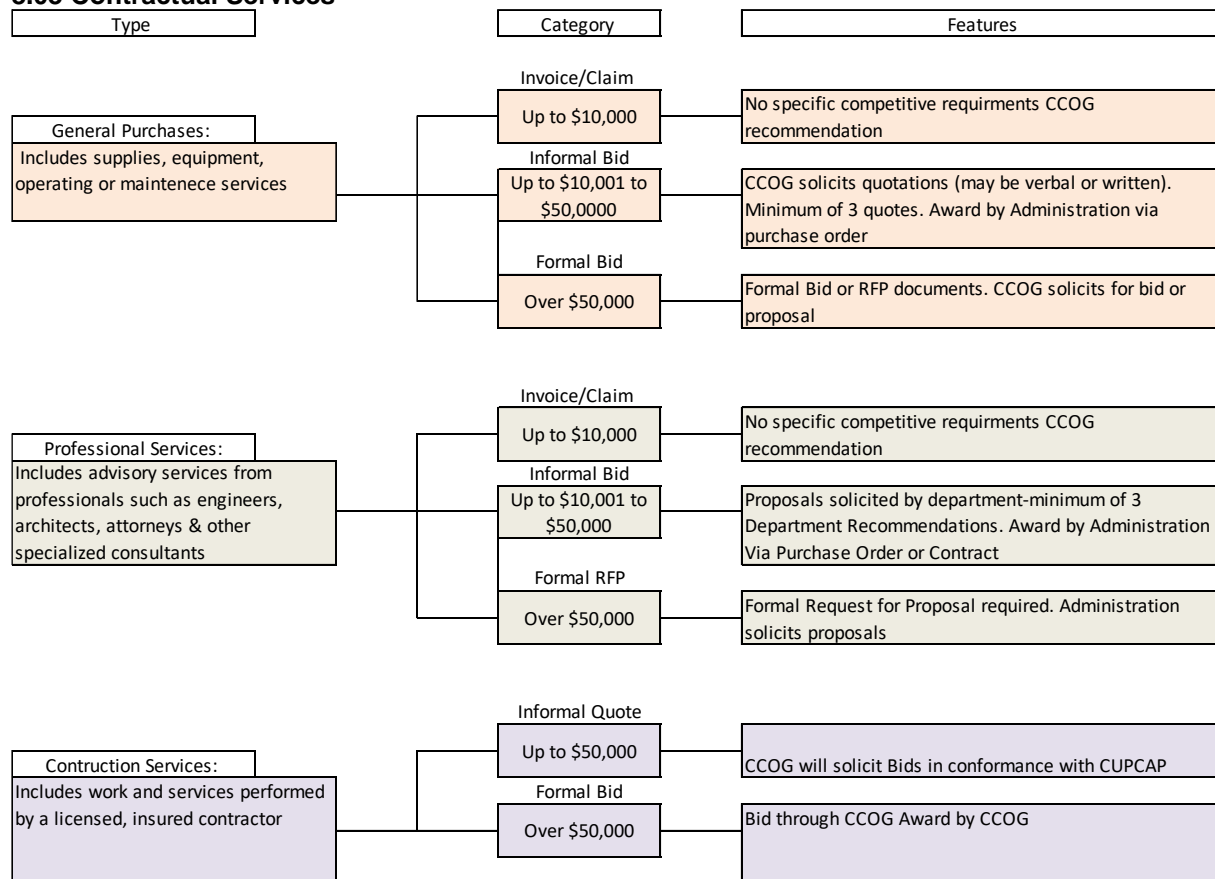 Type
Category
Features
Invoice/Claim
General Purchases:
Includes supplies, equipment,
operating or maintenece services
Up to $10,000
No specific competitive requirments CCOG
recommendation
Informal Bid
Up to $10,001 to
$50,0000
CCOG solicits quotations (may be verbal or written).
Minimum of 3 quotes. Award by Administration via
purchase order
Formal Bid
Over $50,000
Formal Bid or RFP documents. CCOG solicits for bid or
proposal
Invoice/Claim
Professional Services:
Includes advisory services from
professionals such as engineers,
architects, attorneys & other
specialized consultants
Up to $10,000
No specific competitive requirments CCOG
recommendation
Informal Bid
Up to $10,001 to
$50,000
Proposals solicited by department-minimum of 3
Department Recommendations. Award by Administration
Via Purchase Order or Contract
Formal RFP
Over $50,000
Formal Request for Proposal required. Administration
solicits proposals
Informal Quote
Contruction Services:
Includes work and services performed
by a licensed, insured contractor
Up to $50,000
CCOG will solicit Bids in conformance with CUPCAP
Formal Bid
Over $50,000
Bid through CCOG Award by CCOG